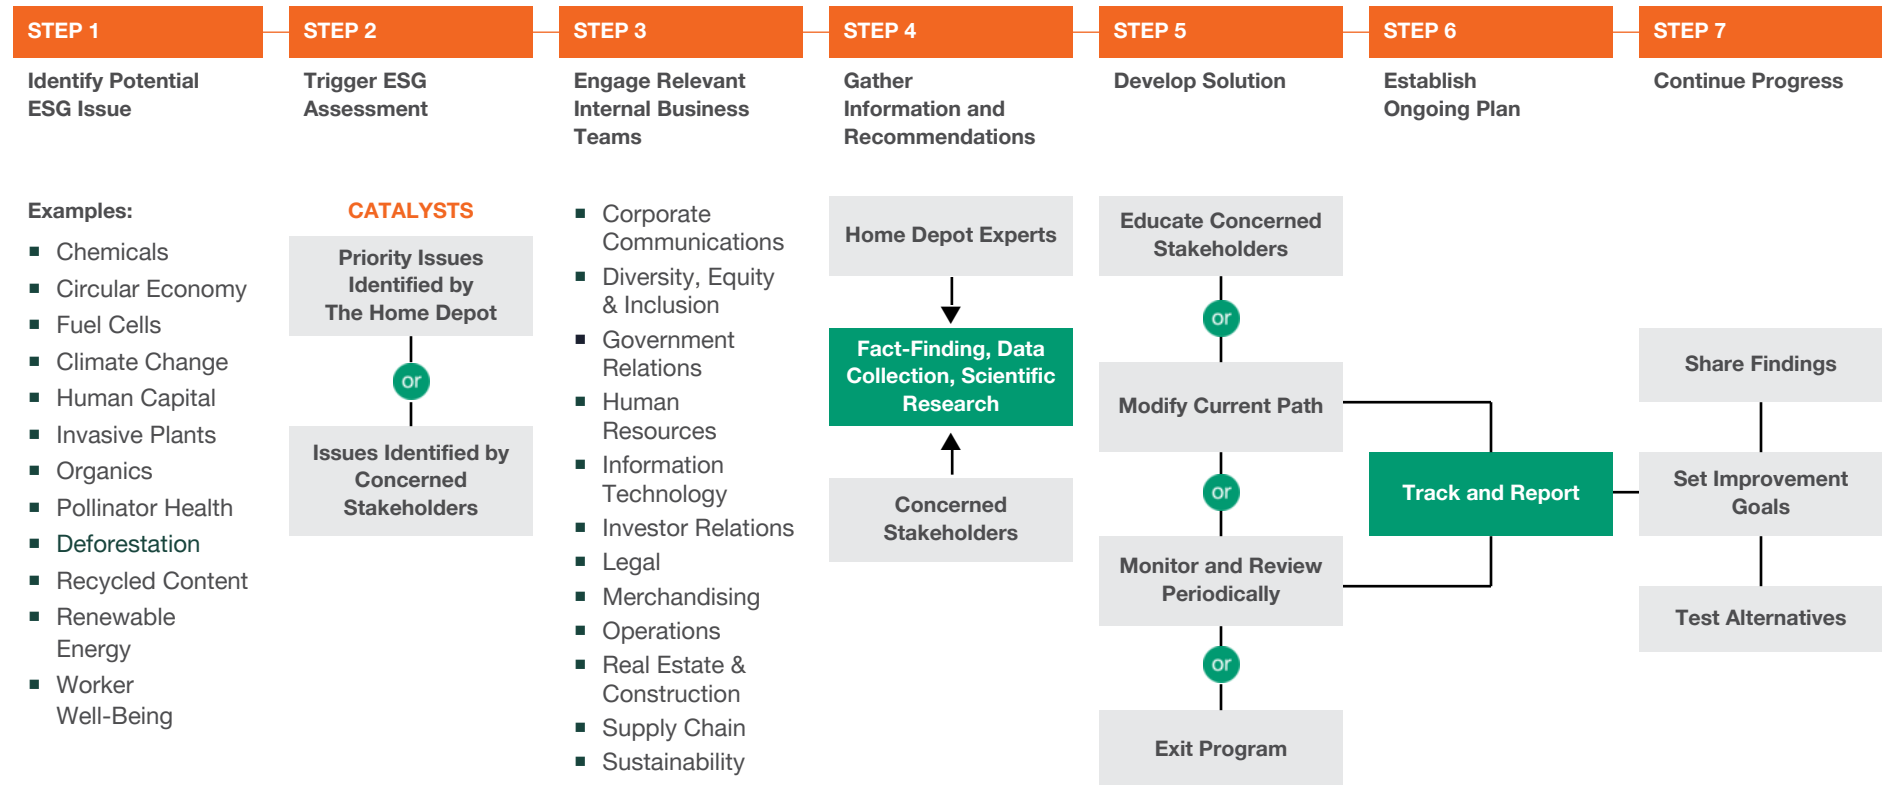 STEP 1
Identify Potential
ESG Issue
Examples:
Chemicals
Circular Economy
Fuel Cells
Climate Change
Human Capital
Invasive Plants
Organics
Pollinator Health
Deforestation
Recycled Content
Renewable
Energy
Worker
Well-Being
STEP 2
Trigger ESG
Assessment
CATALYSTS
Priority Issues
Identified by
The Home Depot
or
Issues Identified by
Concerned
Stakeholders
STEP 3
Engage Relevant
Internal Business
Teams
Corporate
Communications
Diversity, Equity
& Inclusion
Government
Relations
Human
Resources
Information
Technology
Investor Relations
Legal
Merchandising
Operations
Real Estate &
Construction
Supply Chain
Sustainability
STEP 4
Gather
Information and
Recommendations
Home Depot Experts
Fact-Finding, Data
Collection, Scientific
Research
Concerned
Stakeholders
STEP 5
Develop Solution
Educate Concerned
Stakeholders
or
Modify Current Path
or
Monitor and Review
Periodically
or
Exit Program
STEP 6
Establish
Ongoing Plan
Track and Report
STEP 7
Continue Progress
Share Findings
Set Improvement
Goals
Test Alternatives